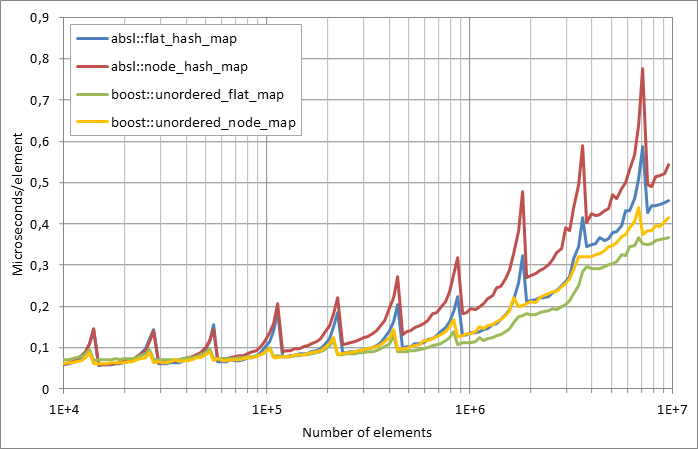 0,9
0,8
0,7
0,6
0,5
0,4
0,3
0,2
0,1
0
Microseconds/element
absl::flat_hash_map
absl::node_hash_map
boost::unordered_flat_map
boost::unordered_node_map
1E+4 1E+5 1E+6 1E+7
Number of elements